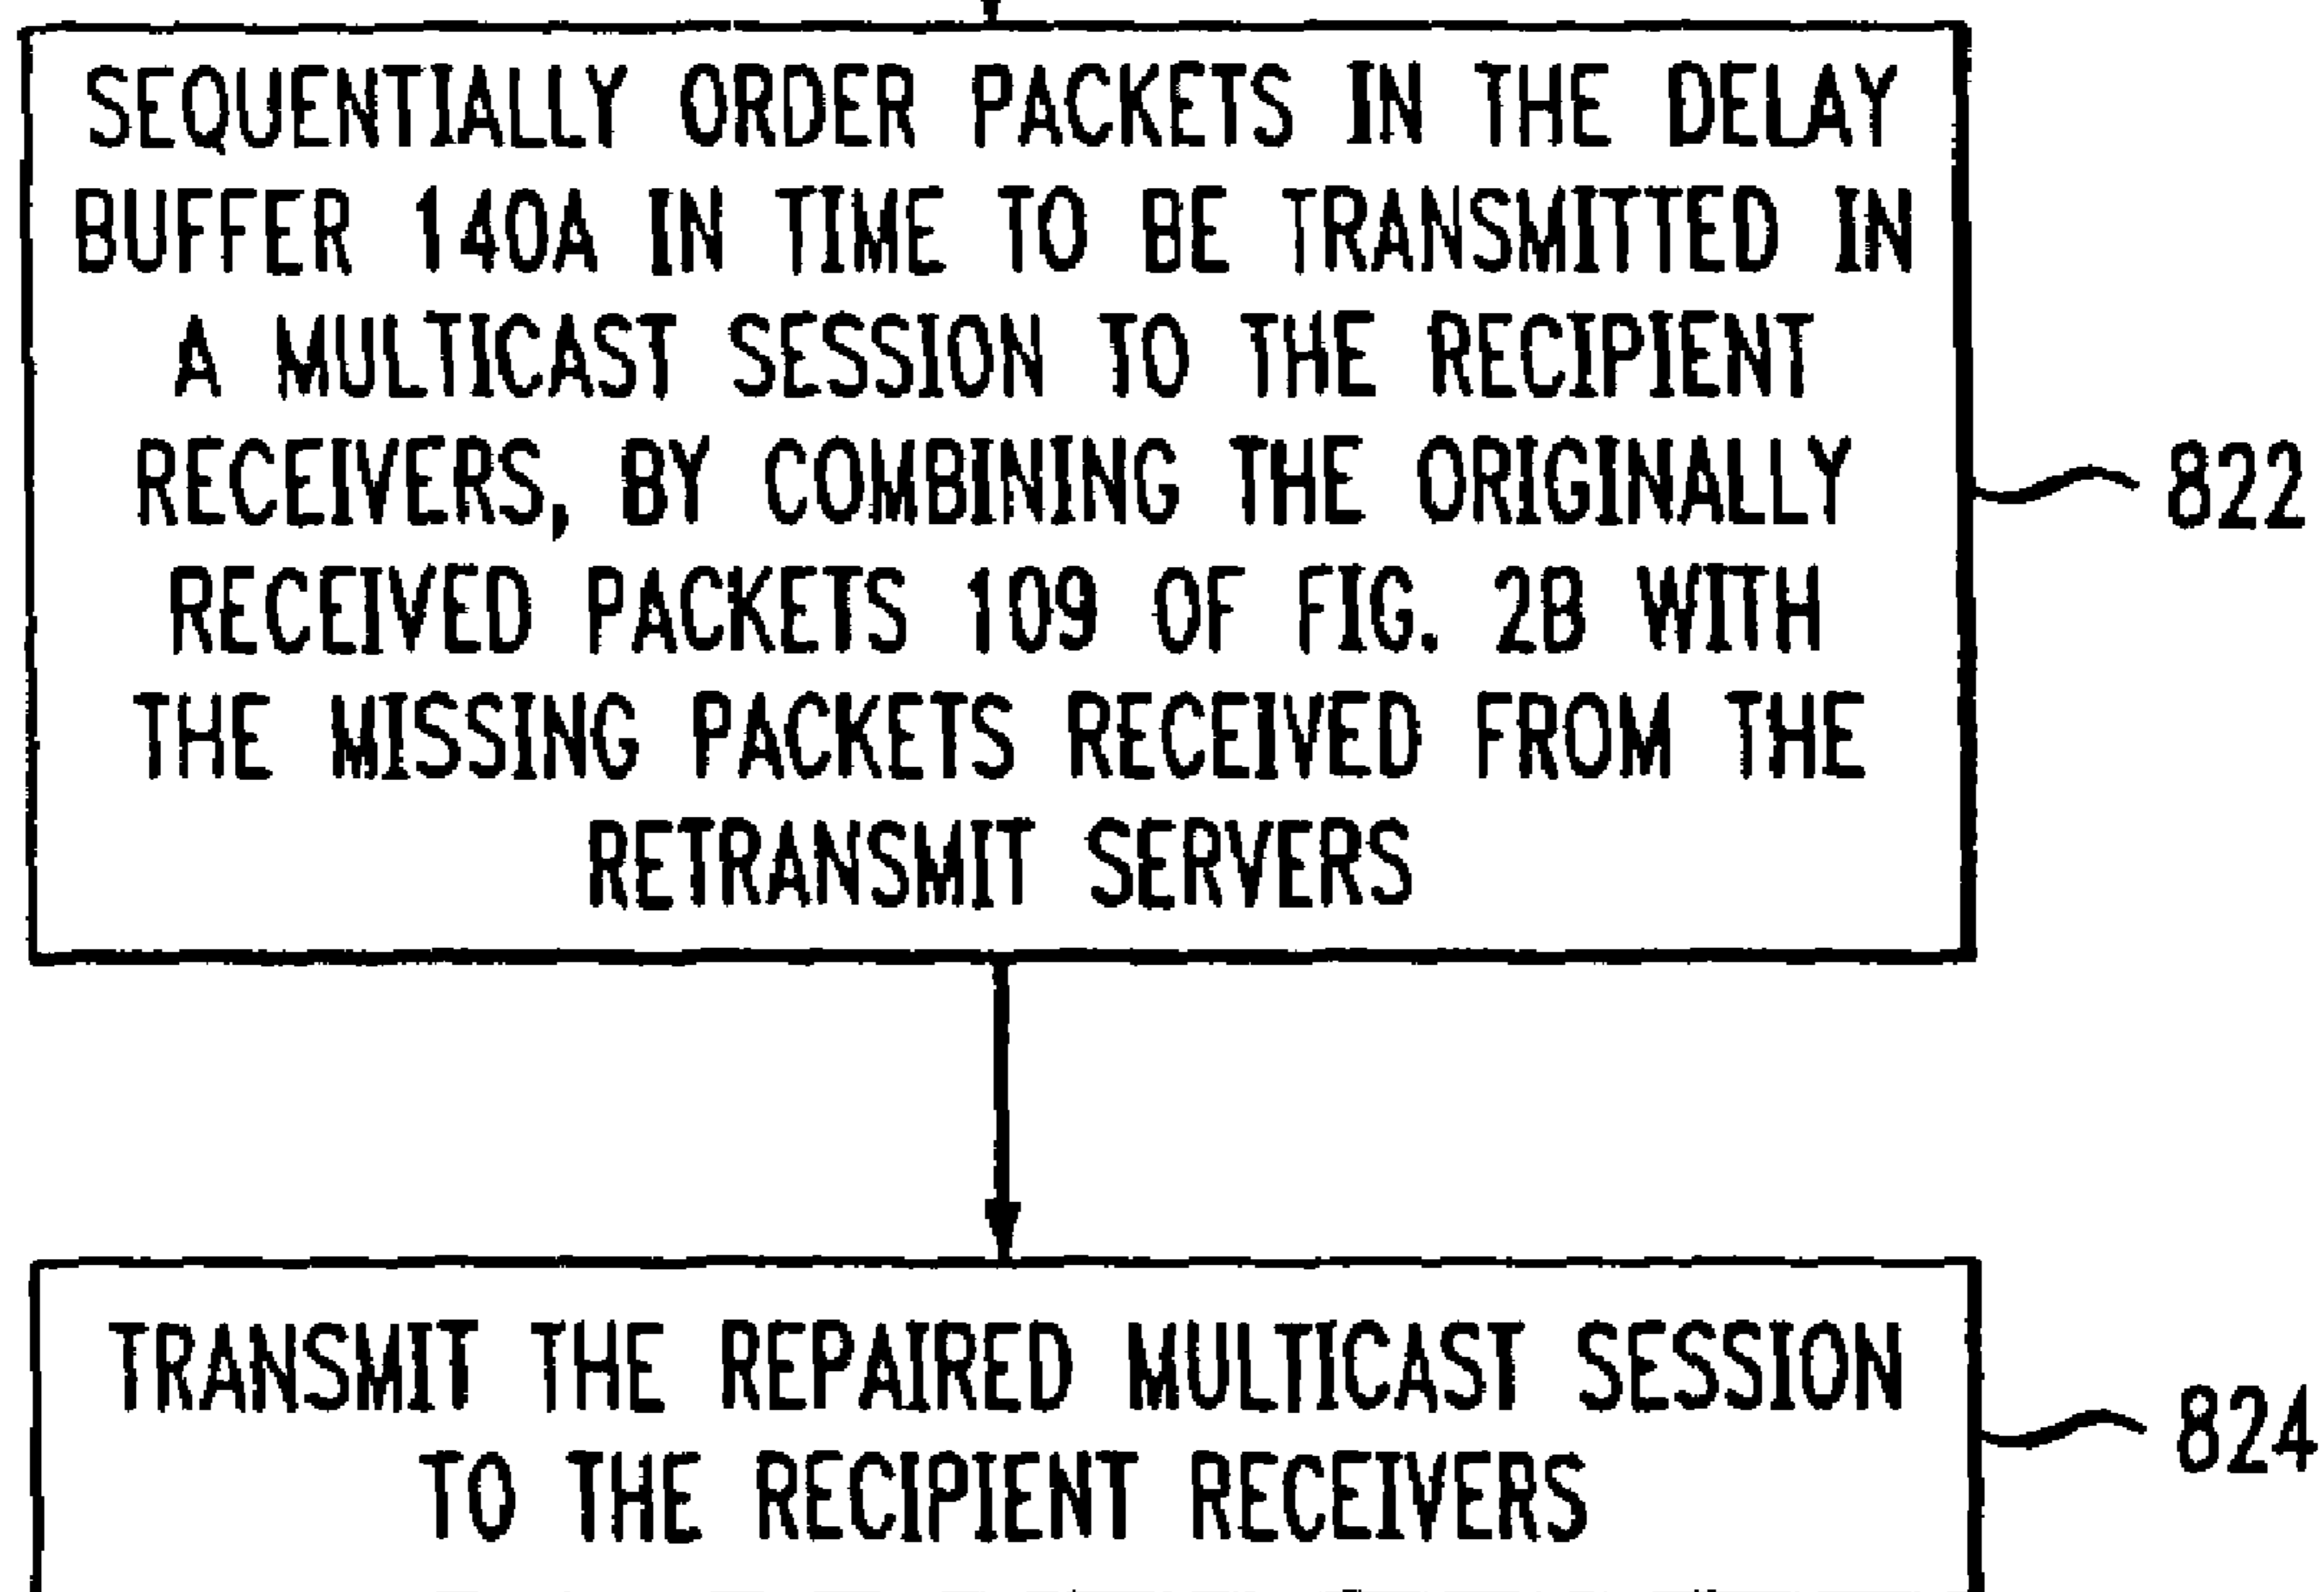 SEQUENTIALLY ORDER PACKETS IN THE DELAY
BUFFER 140A IN TIME TO BE TRANSMITTED IN
A MULTICAST SESSION TO THE RECIPIENT
RECEIVERS, BY COMBINING THE ORIGINALLY
RECEIVED PACKETS 109 OF FIG. 2B WITH
THE MISSING PACKETS RECEIVED FROM THE
RETRANSMIT SERVERS
822
TRANSMIT THE REPAIRED MULTICAST SESSION
TO THE RECIPIENT RECEIVERS
824